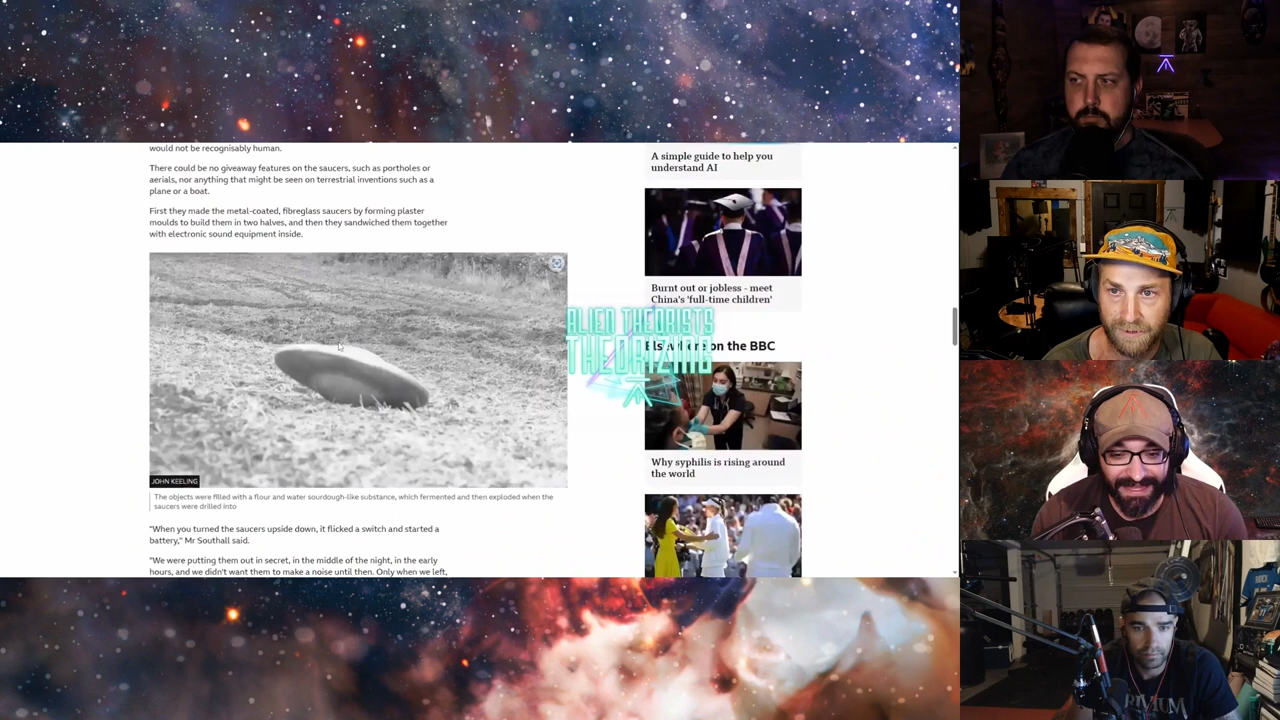 would not be recognisably human.
There could be no giveaway features on the saucers, such as portholes or
aerials, nor anything that might be seen on terrestrial inventions such as a
plane or a boat.
First they made the metal-coated, fibreglass saucers by forming plaster
moulds to build them in two halves, and then they sandwiched them together
with electronic sound equipment inside.
JOHN KEELING
The objects were filled with a flour and water sourdough-like substance, which fermented and then exploded when the
saucers were drilled into
"When you turned the saucers upside down, it flicked a switch and started a
battery," Mr Southall said.
"We were putting them out in secret, in the middle of the night, in the early
hours, and we didn't want them to make a noise until then. Only when we left,
A simple guide to help you
understand AI
Burnt out or jobless - meet
China's 'full-time children'
ALIEN THEORISTS
THEORIZING
Elsewhere on the BBC
Why syphilis is rising around
the world